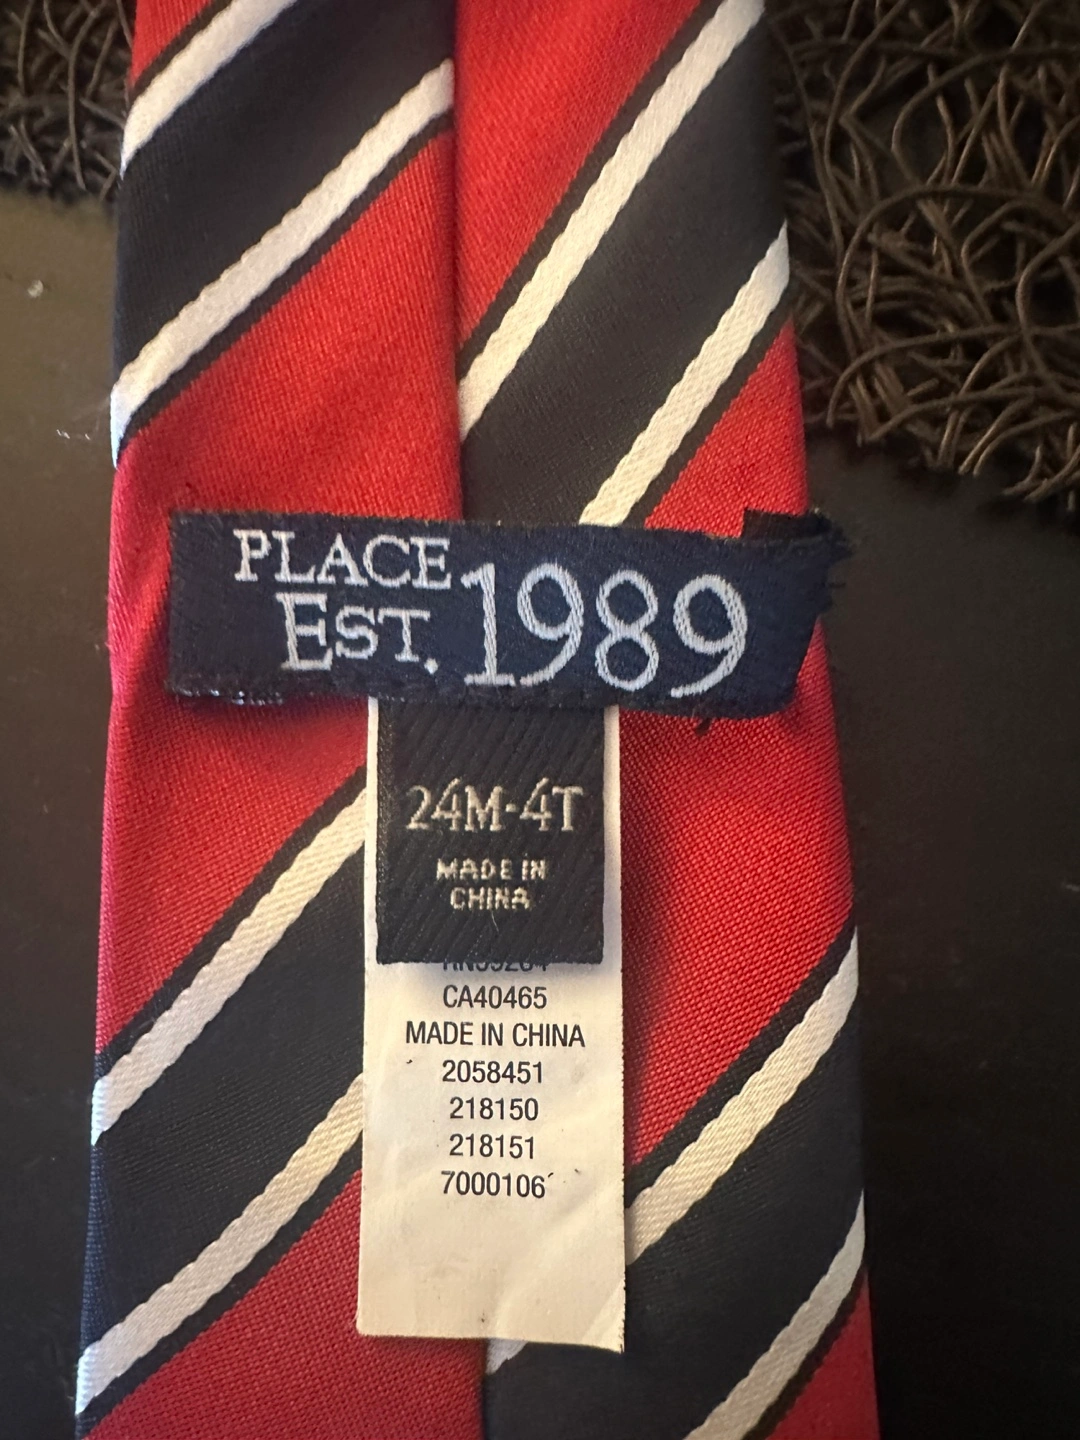 PLACE
EST. 1989
24M-4T
MADE IN
CHINA
CA40465
MADE IN CHINA
2058451
218150
218151
7000106